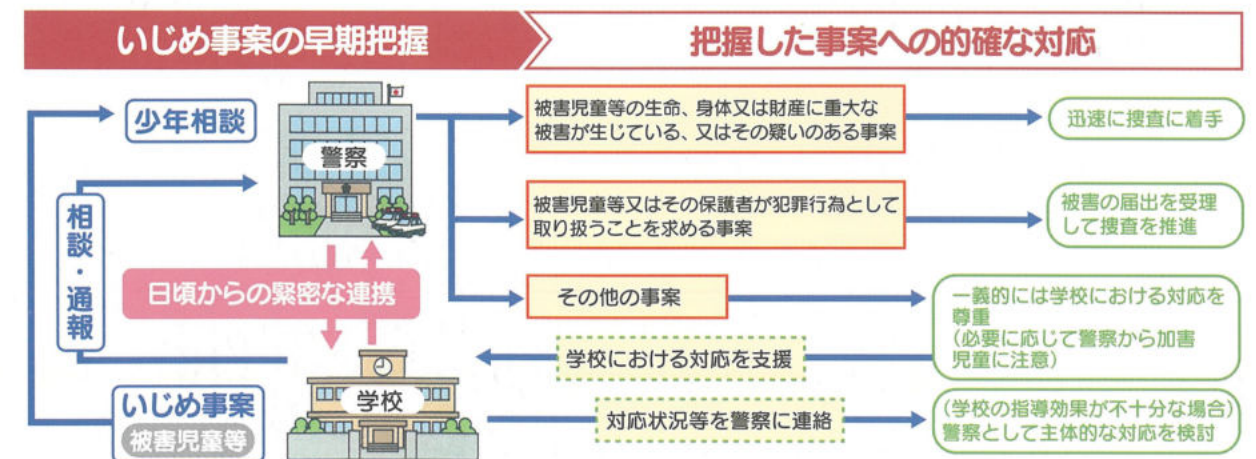 いじめ事案の早期把握
把握した事案への的確な対応
少年相談
警察
相談・通報
日頃からの緊密な連携
学校
いじめ事案
被害児童等
被害児童等の生命、身体又は財産に重大な
被害が生じている、又はその疑いのある事案
迅速に捜査に着手
被害児童等又はその保護者が犯罪行為として
取り扱うことを求める事案
被害の届出を受理
して捜査を推進
その他の事案
一義的には学校における対応を
尊重
(必要に応じて警察から加害
児童に注意)
学校における対応を支援
対応状況等を警察に連絡
(学校の指導効果が不十分な場合)
警察として主体的な対応を検討